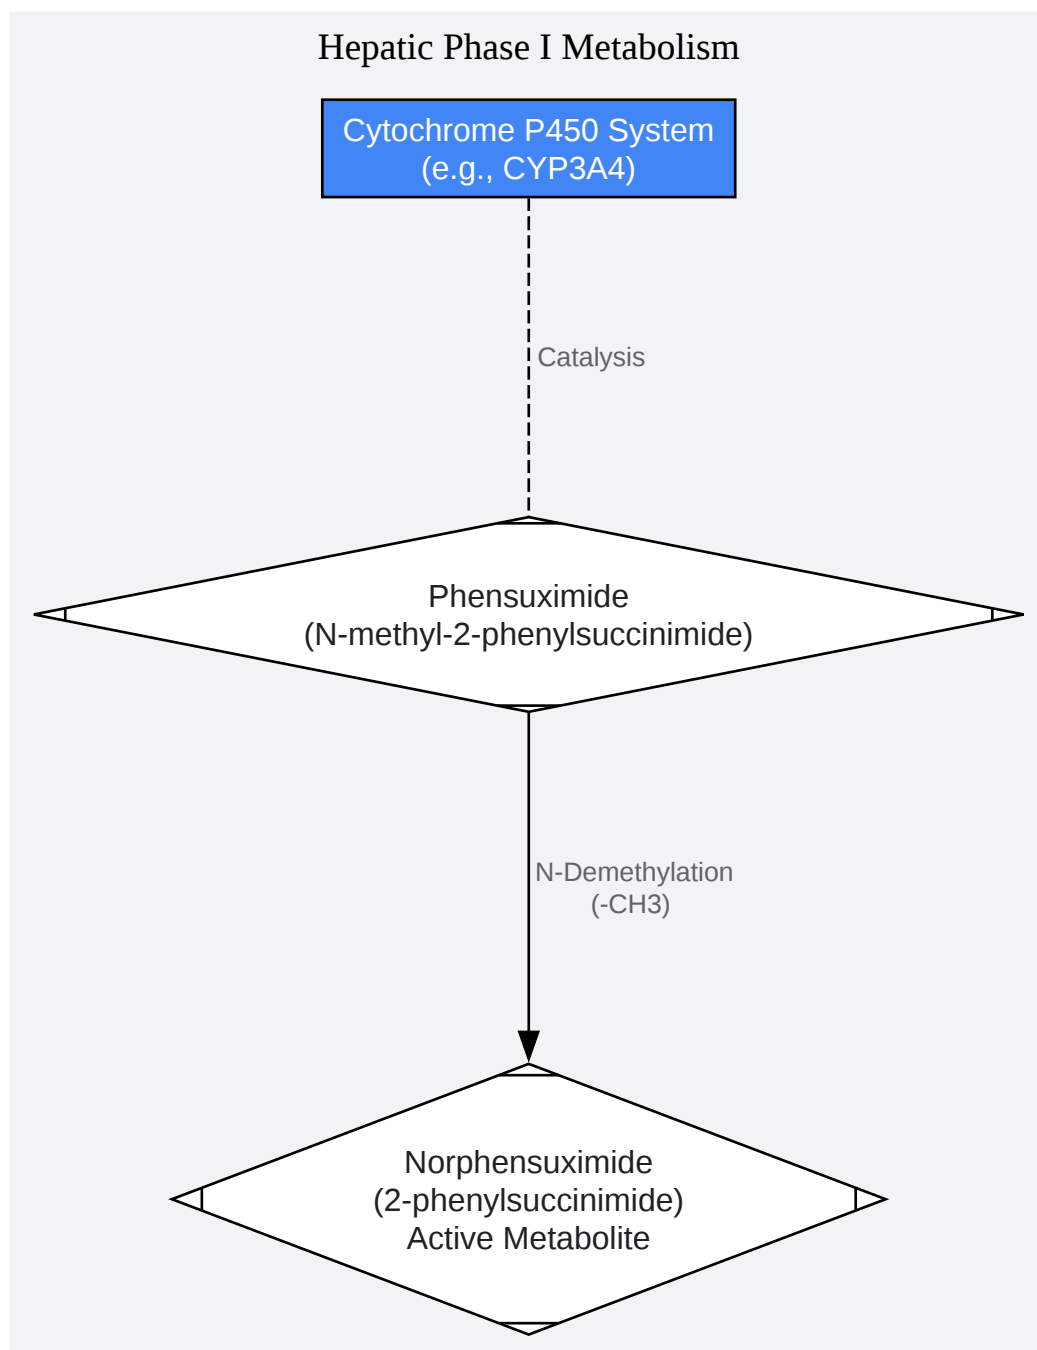 Hepatic Phase I Metabolism
Cytochrome P450 System
(e.g., CYP3A4)
Catalysis
Phensuximide
(N-methyl-2-phenylsuccinimide)
N-Demethylation
(-CH3)
Norphensuximide
(2-phenylsuccinimide)
Active Metabolite